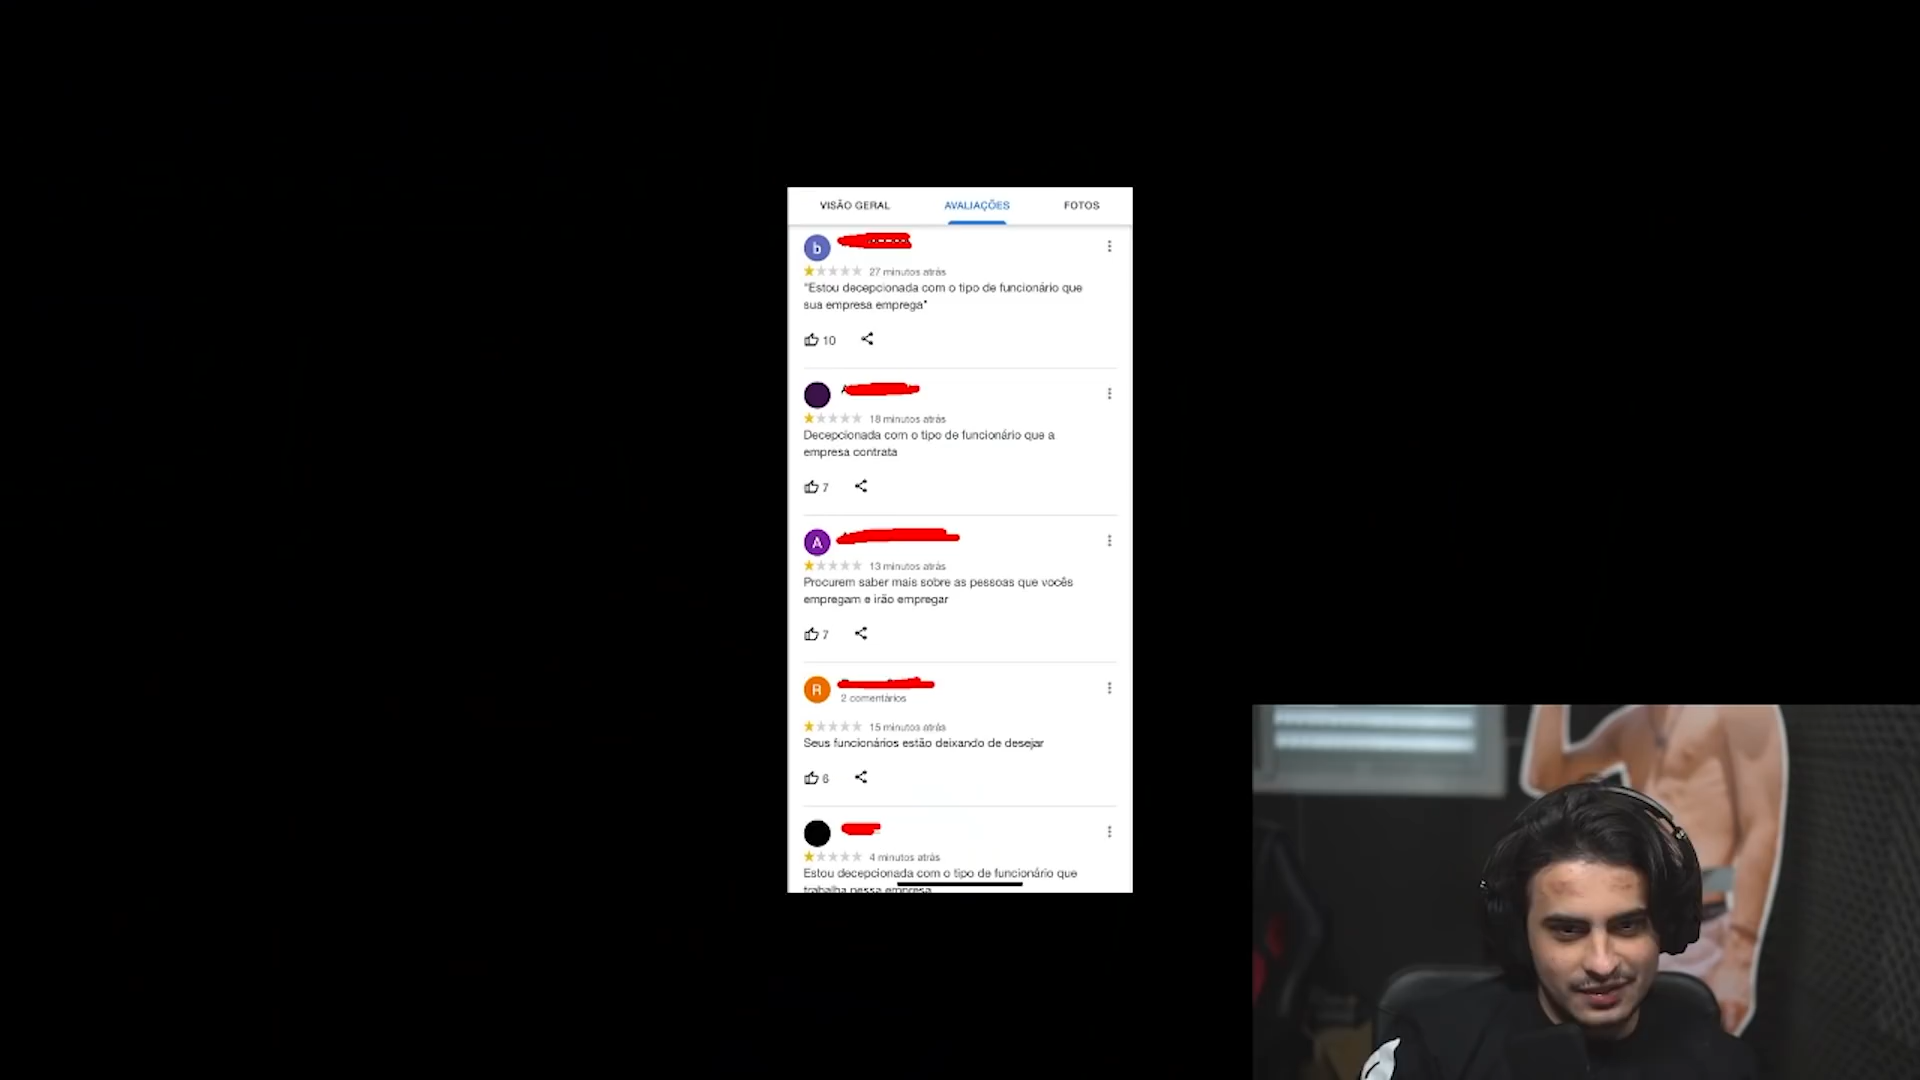 VISÃO GERAL AVALIAÇÕES FOTOS
b
27 minutos atrás
"Estou decepcionada com o tipo de funcionário que
sua empresa emprega"
10
18 minutos atrás
Decepcionada com o tipo de funcionário que a
empresa contrata
7
A
13 minutos atrás
Procurem saber mais sobre as pessoas que vocês
empregam e irão empregar
7
R
2 comentários
15 minutos atrás
Seus funcionários estão deixando de desejar
6
4 minutos atrás
Estou decepcionada com o tipo de funcionário que
trabalha nessa empresa